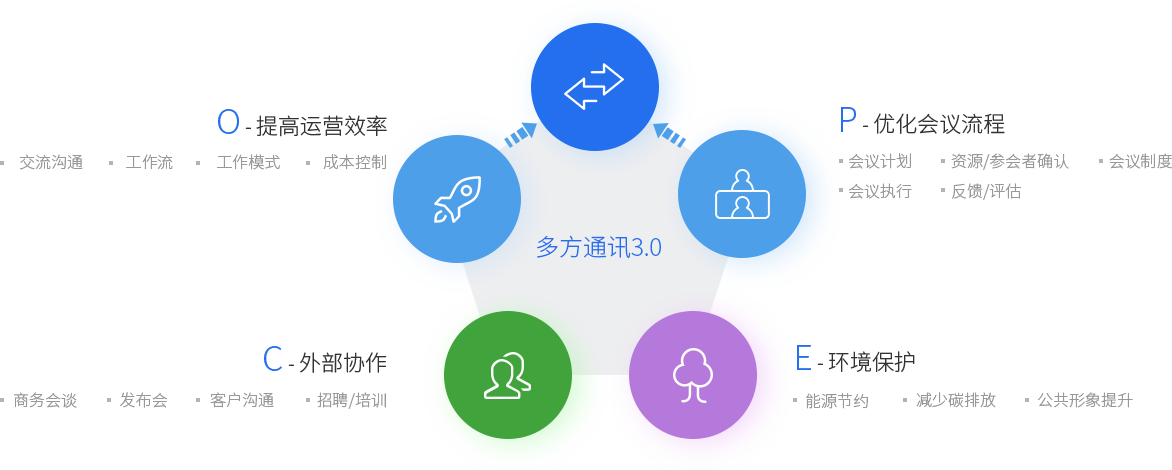 O - 提高运营效率
交流沟通 工作流 工作模式 成本控制
P - 优化会议流程
会议计划 资源/参会者确认 会议制度
会议执行 反馈/评估
多方通讯3.0
C - 外部协作
商务会谈 发布会 客户沟通 招聘/培训
E - 环境保护
能源节约 减少碳排放 公共形象提升